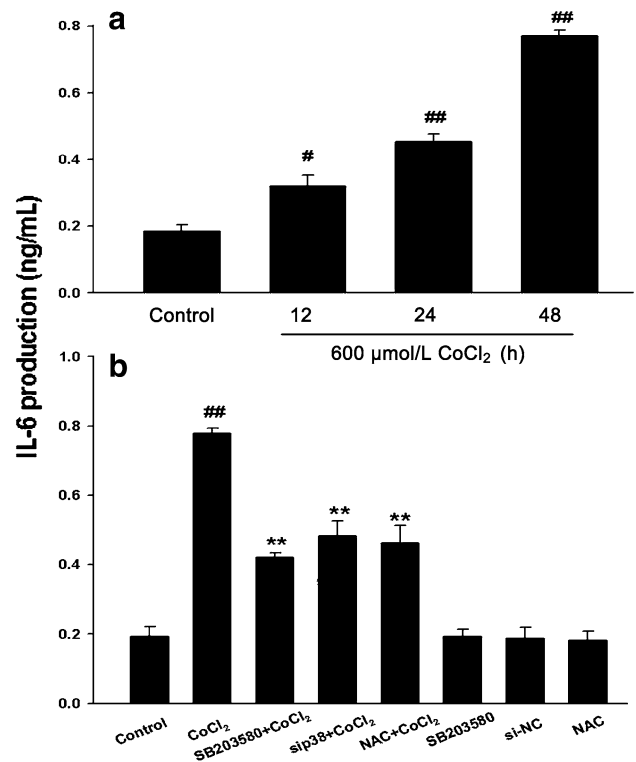 a
IL-6 production (ng/mL)
0.8
0.6
0.4
0.2
0.0
#
##
##
Control
12
24
48
600 µmol/L CoCl₂ (h)
b
1.0
0.8
0.6
0.4
0.2
0.0
##
**
**
**
Control
CoCl₂
SB203580+CoCl₂
sip38+CoCl₂
NAC+CoCl₂
SB203580
si-NC
NAC